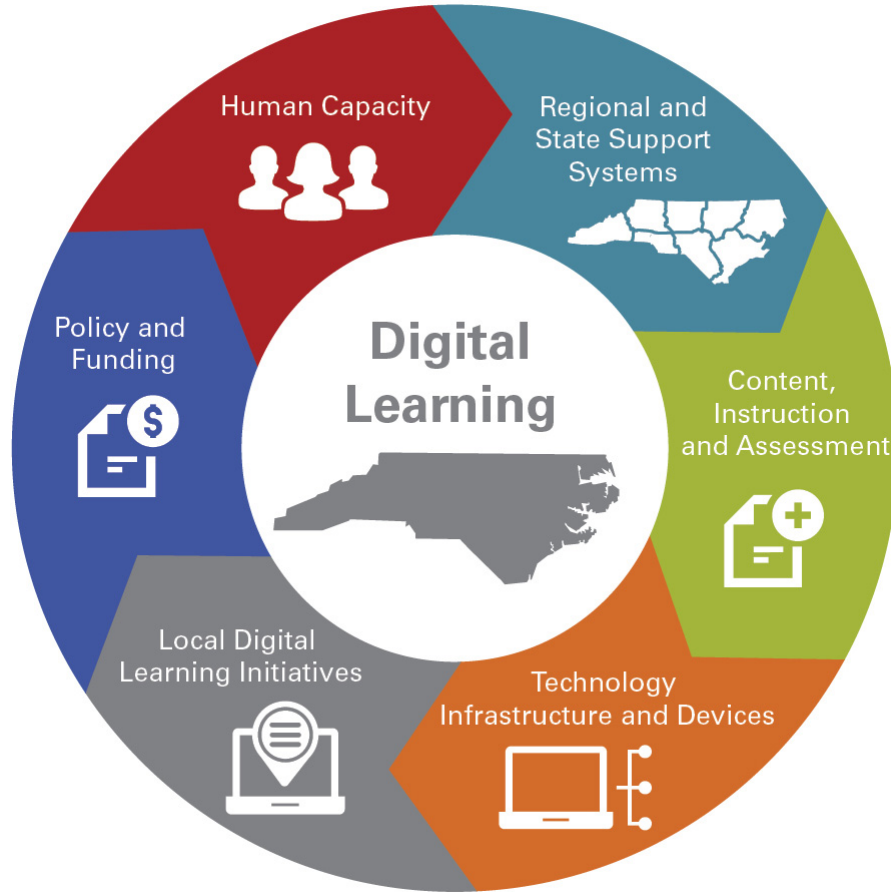 Human Capacity
Regional and
State Support
Systems
Policy and
Funding
$
Digital
Learning
Content,
Instruction
and Assessment
Local Digital
Learning Initiatives
Technology
Infrastructure and Devices